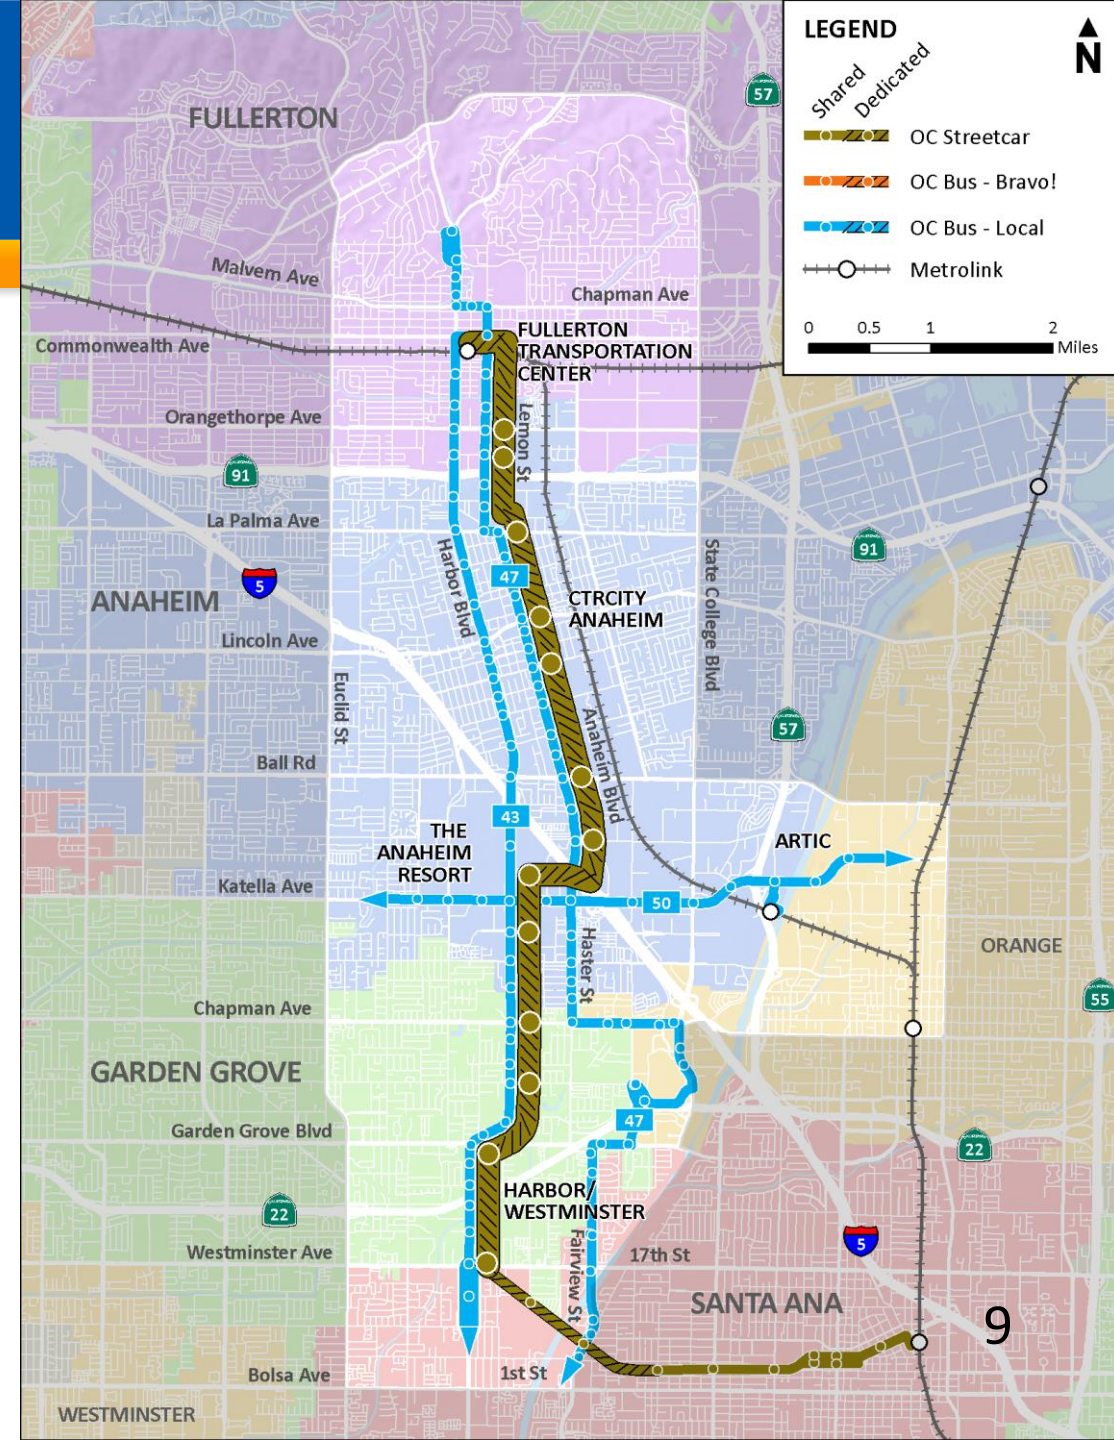 LEGEND
N
Shared
Dedicated
OC Streetcar
OC Bus - Bravo!
OC Bus - Local
Metrolink
0 0.5 1 2
Miles
57
FULLERTON
Malvern Ave
Chapman Ave
Commonwealth Ave
FULLERTON
TRANSPORTATION
CENTER
Orangethorpe Ave
Lemon St
91
La Palma Ave
91
Harbor Blvd
State College Blvd
5
47
ANAHEIM
CTRCITY
ANAHEIM
Lincoln Ave
Euclid St
57
Anaheim Blvd
Ball Rd
43
THE
ANAHEIM
RESORT
ARTIC
Katella Ave
50
Haster St
ORANGE
55
Chapman Ave
GARDEN GROVE
47
Garden Grove Blvd
22
HARBOR/
WESTMINSTER
22
Westminster Ave
Fairview St
17th St
5
SANTA ANA
9
Bolsa Ave
1st St
WESTMINSTER